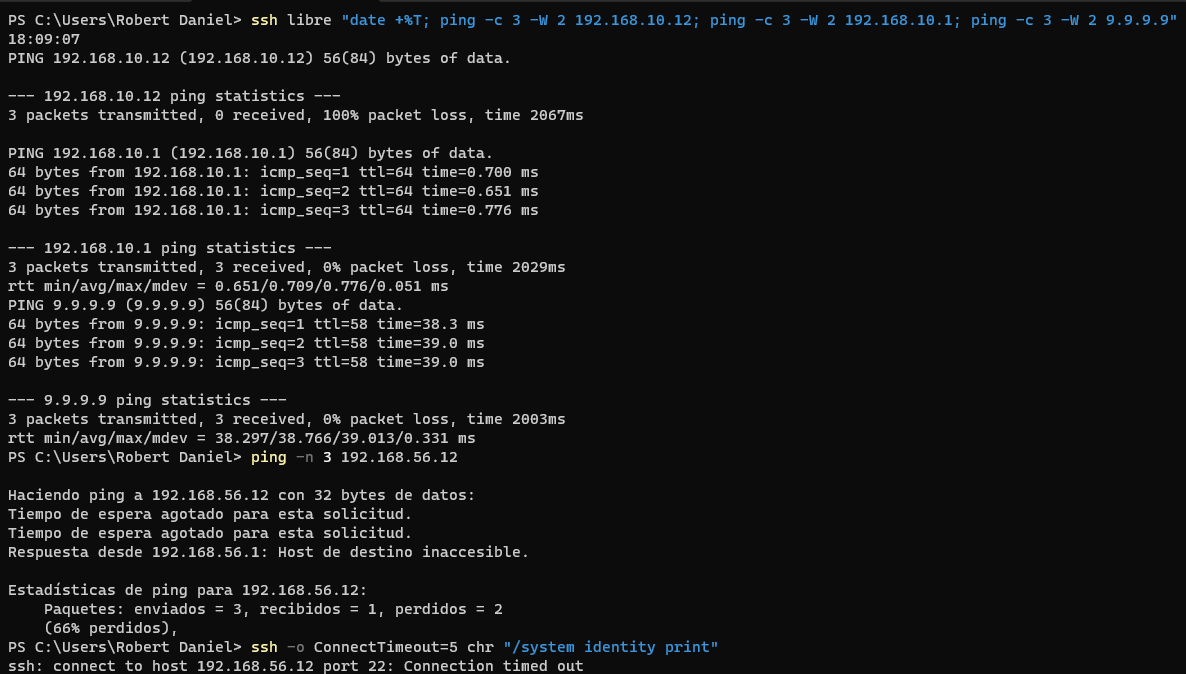 PS C:\Users\Robert Daniel> ssh libre "date +%T; ping -c 3 -W 2 192.168.10.12; ping -c 3 -W 2 192.168.10.1; ping -c 3 -W 2 9.9.9.9"
18:09:07
PING 192.168.10.12 (192.168.10.12) 56(84) bytes of data.

--- 192.168.10.12 ping statistics ---
3 packets transmitted, 0 received, 100% packet loss, time 2067ms

PING 192.168.10.1 (192.168.10.1) 56(84) bytes of data.
64 bytes from 192.168.10.1: icmp_seq=1 ttl=64 time=0.700 ms
64 bytes from 192.168.10.1: icmp_seq=2 ttl=64 time=0.651 ms
64 bytes from 192.168.10.1: icmp_seq=3 ttl=64 time=0.776 ms

--- 192.168.10.1 ping statistics ---
3 packets transmitted, 3 received, 0% packet loss, time 2029ms
rtt min/avg/max/mdev = 0.651/0.709/0.776/0.051 ms
PING 9.9.9.9 (9.9.9.9) 56(84) bytes of data.
64 bytes from 9.9.9.9: icmp_seq=1 ttl=58 time=38.3 ms
64 bytes from 9.9.9.9: icmp_seq=2 ttl=58 time=39.0 ms
64 bytes from 9.9.9.9: icmp_seq=3 ttl=58 time=39.0 ms

--- 9.9.9.9 ping statistics ---
3 packets transmitted, 3 received, 0% packet loss, time 2003ms
rtt min/avg/max/mdev = 38.297/38.766/39.013/0.331 ms
PS C:\Users\Robert Daniel> ping -n 3 192.168.56.12

Haciendo ping a 192.168.56.12 con 32 bytes de datos:
Tiempo de espera agotado para esta solicitud.
Tiempo de espera agotado para esta solicitud.
Respuesta desde 192.168.56.1: Host de destino inaccesible.

Estadísticas de ping para 192.168.56.12:
    Paquetes: enviados = 3, recibidos = 1, perdidos = 2
    (66% perdidos),
PS C:\Users\Robert Daniel> ssh -o ConnectTimeout=5 chr "/system identity print"
ssh: connect to host 192.168.56.12 port 22: Connection timed out